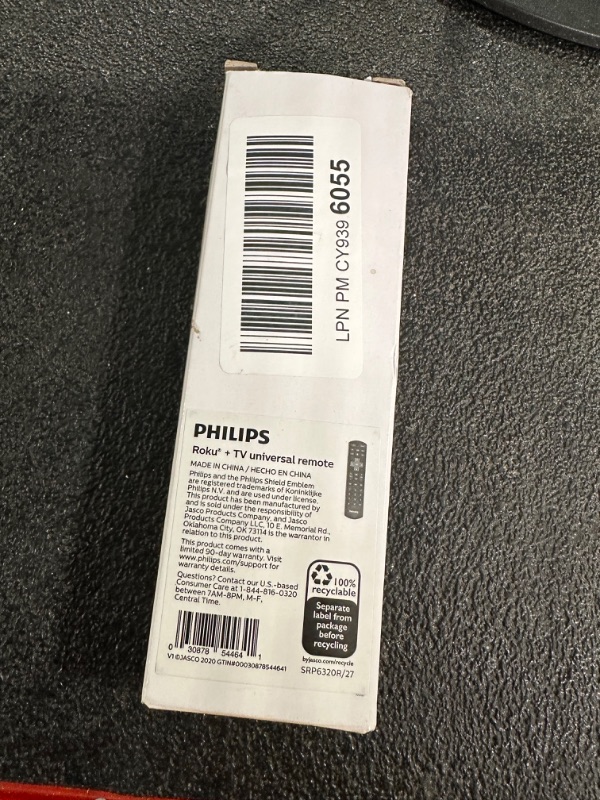 LPN PM CY939 6055
PHILIPS
Roku* + TV universal remote
MADE IN CHINA / HECHO EN CHINA
Philips and the Philips Shield Emblem
are registered trademarks of Koninklijke
Philips N.V. and are used under license.
This product has been manufactured by
and is sold under the responsibility of
Jasco Products Company, and Jasco
Products Company LLC, 10 E. Memorial Rd.,
Oklahoma City, OK 73114 is the warrantor in
relation to this product.
This product comes with a
limited 90-day warranty. Visit
www.philips.com/support for
warranty details.
Questions? Contact our U.S.-based
Consumer Care at 1-844-816-0320
between 7AM-8PM, M-F,
Central Time.
100%
recyclable
Separate
label from
package
before
recycling
byjasco.com/recycle
0 30878 54464 1
V1 ©JASCO 2020 GTIN#00030878544641
SRP6320R/27